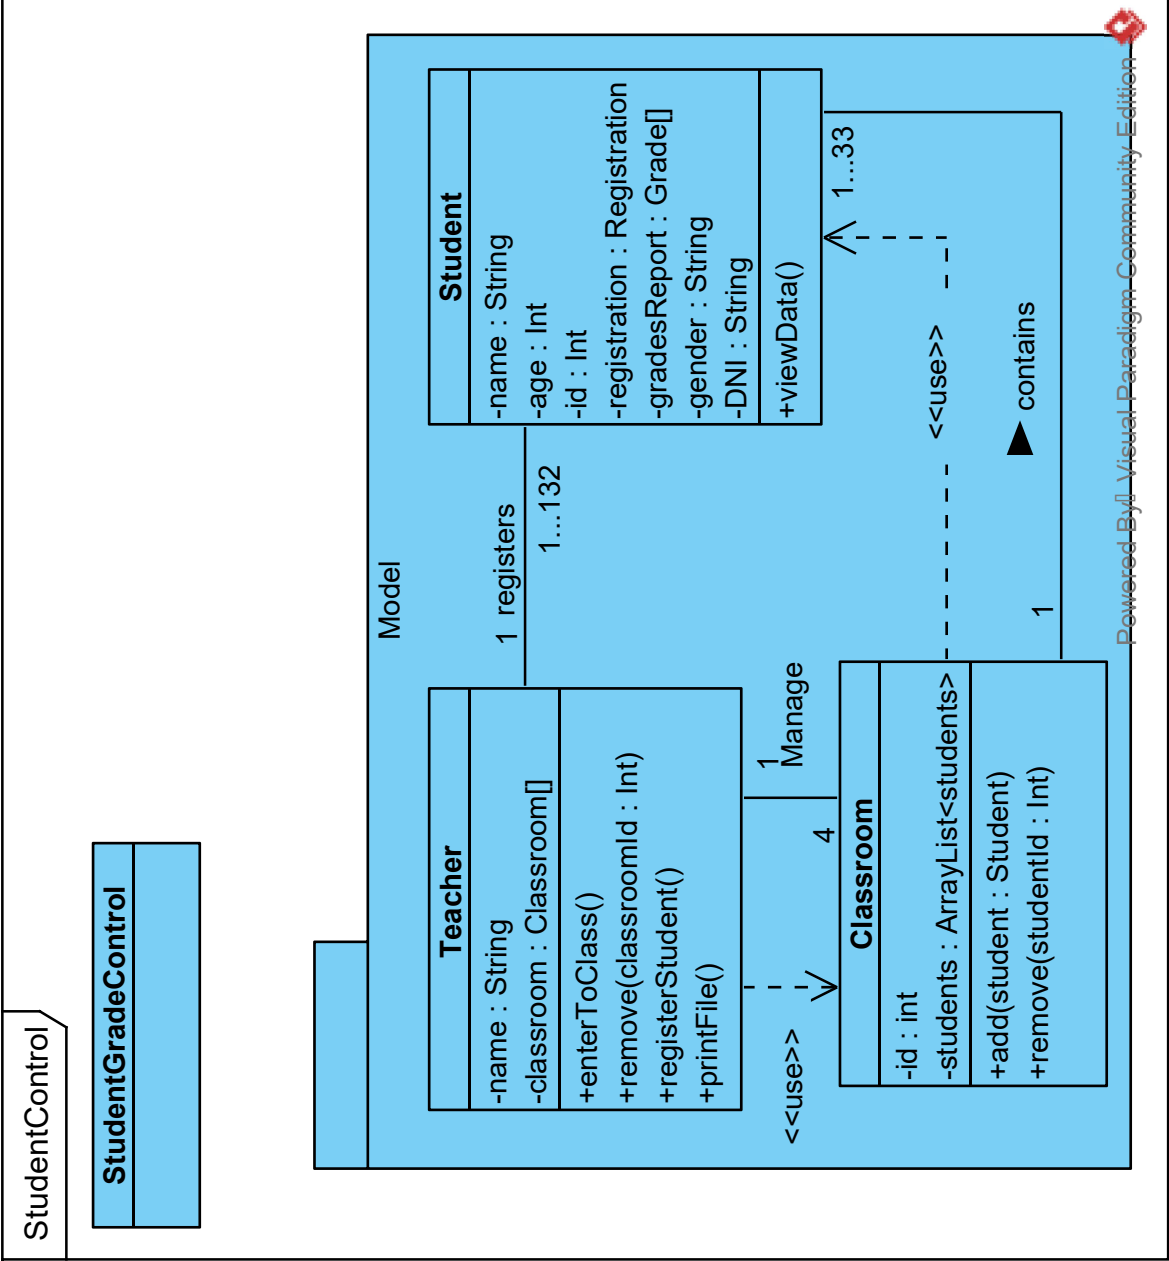 StudentControl
StudentGradeControl
Model
Teacher
-name : String
-classroom : Classroom[]
+enterToClass()
+remove(classroomId : Int)
+registerStudent()
+printFile()
1 registers
1...132
Student
-name : String
-age : Int
-id : Int
-registration : Registration
-gradesReport : Grade[]
-gender : String
-DNI : String
+viewData()
1...33
<<use>>
1
Manage
4
Classroom
-id : int
-students : ArrayList<students>
+add(student : Student)
+remove(studentId : Int)
<<use>>
contains
1
Powered By Visual Paradigm Community Edition